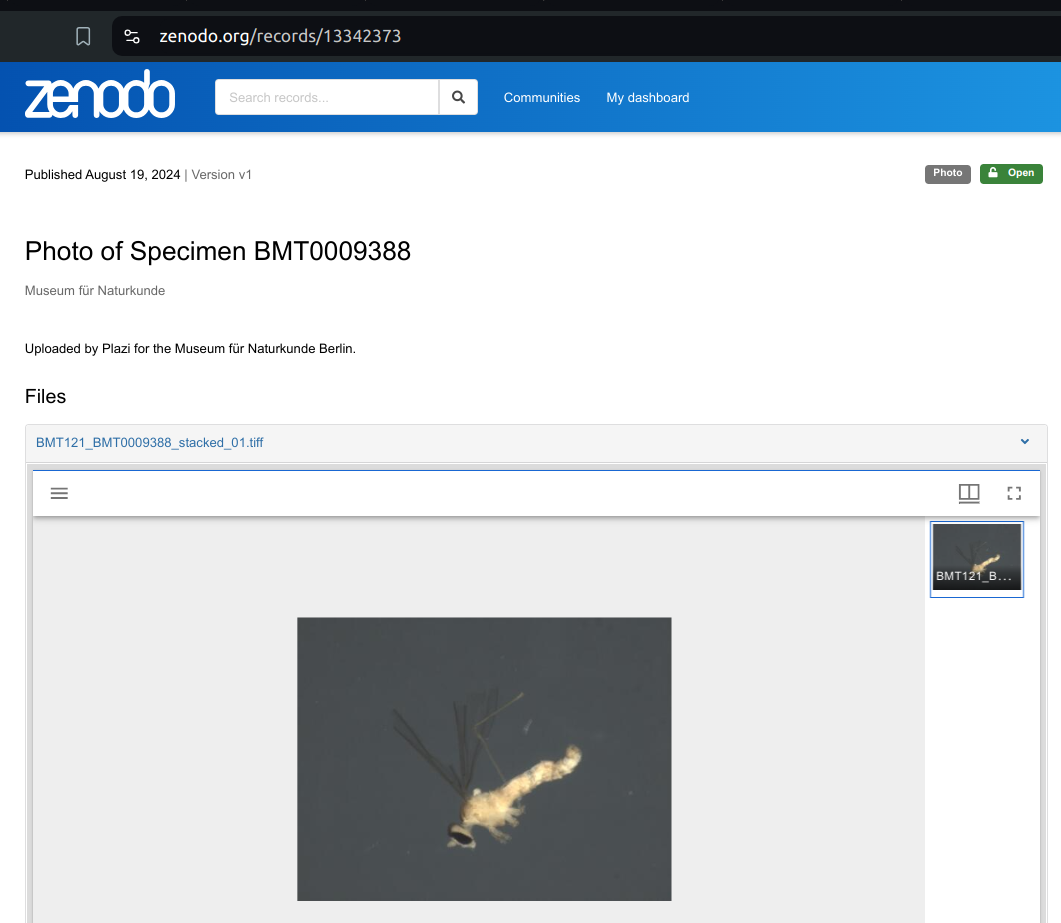 zenodo.org/records/13342373
zenodo
Search records...
Communities
My dashboard
Published August 19, 2024 | Version v1
Photo
Open
Photo of Specimen BMT0009388
Museum für Naturkunde
Uploaded by Plazi for the Museum für Naturkunde Berlin.
Files
BMT121_BMT0009388_stacked_01.tiff
BMT121_B...